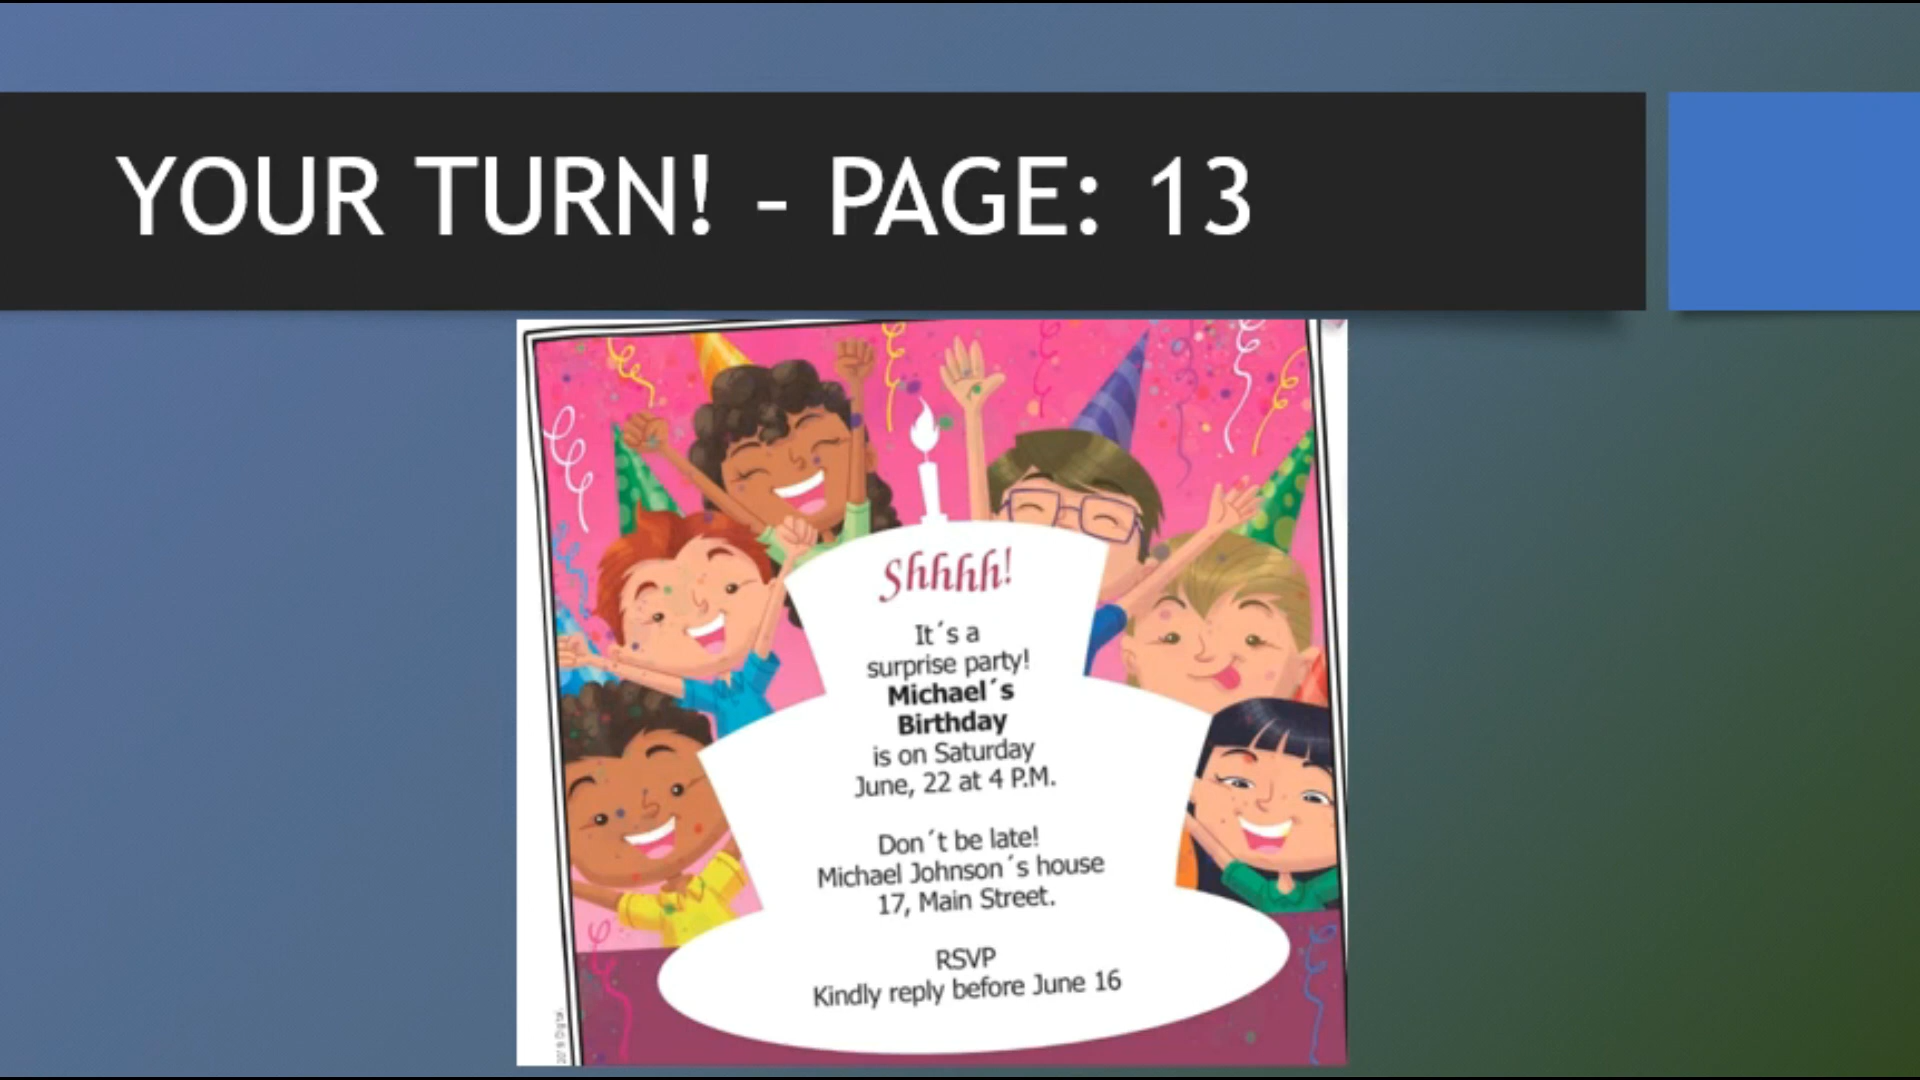 YOUR TURN! - PAGE: 13
Shhhh!
It´s a
surprise party!
Michael´s
Birthday
is on Saturday
June, 22 at 4 P.M.
Don´t be late!
Michael Johnson´s house
17, Main Street.
RSVP
Kindly reply before June 16